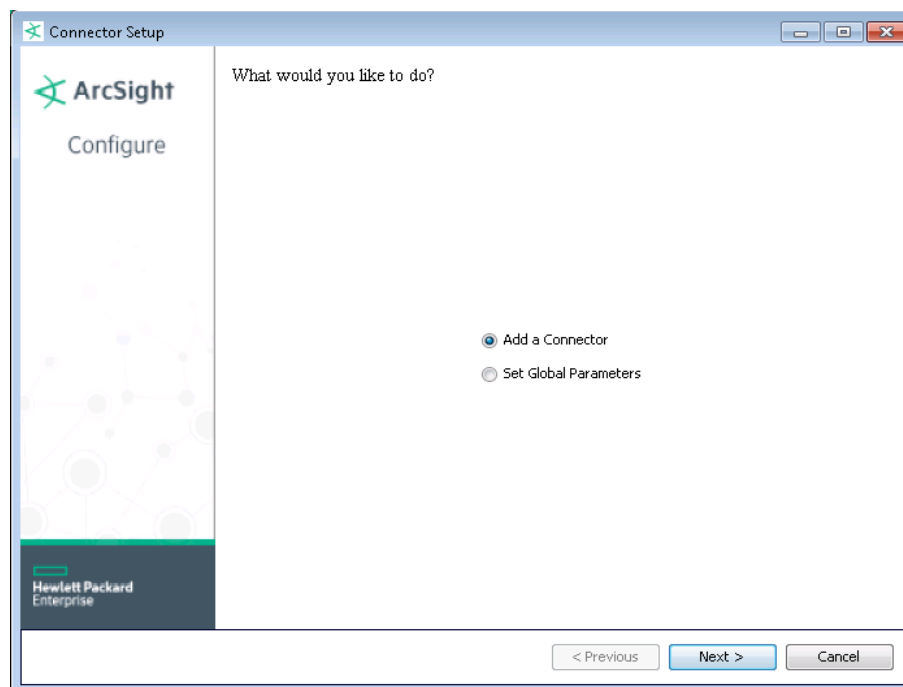 Connector Setup
ArcSight
Configure
What would you like to do?
Add a Connector
Set Global Parameters
Hewlett Packard
Enterprise
< Previous
Next >
Cancel